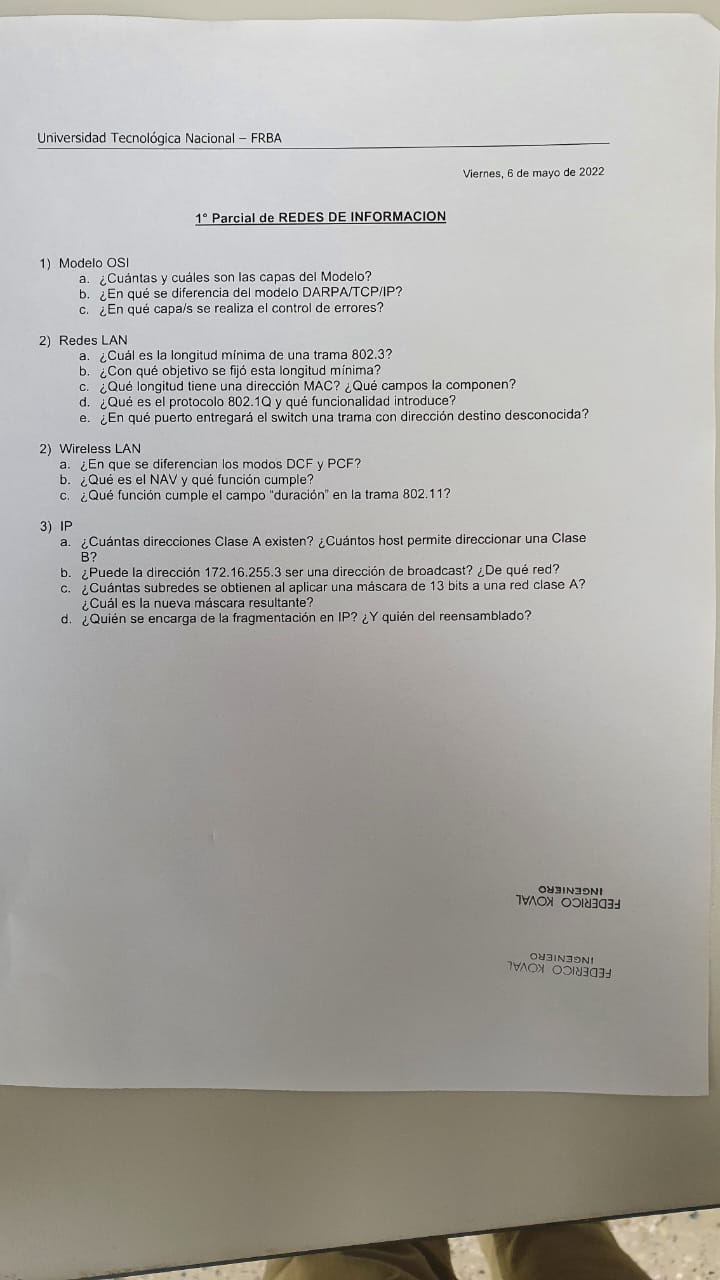 Universidad Tecnológica Nacional – FRBA
Viernes, 6 de mayo de 2022
1° Parcial de REDES DE INFORMACION
1) Modelo OSI
a. ¿Cuántas y cuáles son las capas del Modelo?
b. ¿En qué se diferencia del modelo DARPA/TCP/IP?
c. ¿En qué capa/s se realiza el control de errores?
2) Redes LAN
a. ¿Cuál es la longitud mínima de una trama 802.3?
b. ¿Con qué objetivo se fijó esta longitud mínima?
c. ¿Qué longitud tiene una dirección MAC? ¿Qué campos la componen?
d. ¿Qué es el protocolo 802.1Q y qué funcionalidad introduce?
e. ¿En qué puerto entregará el switch una trama con dirección destino desconocida?
2) Wireless LAN
a. ¿En que se diferencian los modos DCF y PCF?
b. ¿Qué es el NAV y qué función cumple?
c. ¿Qué función cumple el campo "duración" en la trama 802.11?
3) IP
a. ¿Cuántas direcciones Clase A existen? ¿Cuántos host permite direccionar una Clase
B?
b. ¿Puede la dirección 172.16.255.3 ser una dirección de broadcast? ¿De qué red?
c. ¿Cuántas subredes se obtienen al aplicar una máscara de 13 bits a una red clase A?
¿Cuál es la nueva máscara resultante?
d. ¿Quién se encarga de la fragmentación en IP? ¿Y quién del reensamblado?
FEDERICO KOVAL
INGENIERO
FEDERICO KOVAL
INGENIERO